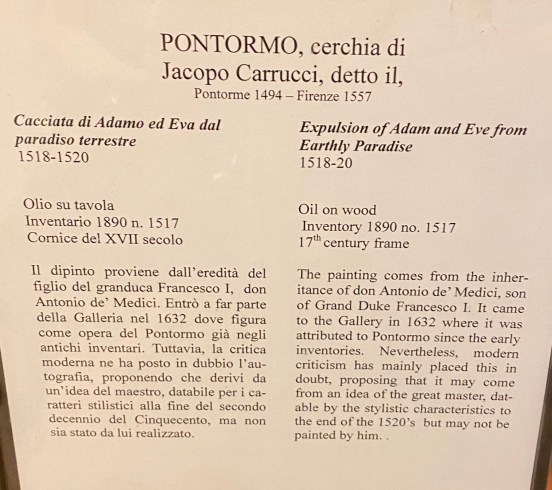 PONTORMO, cerchia di
Jacopo Carrucci, detto il,
Pontorme 1494 – Firenze 1557
Cacciata di Adamo ed Eva dal
paradiso terrestre
1518-1520
Olio su tavola
Inventario 1890 n. 1517
Cornice del XVII secolo
Il dipinto proviene dall'eredità del
figlio del granduca Francesco I, don
Antonio de' Medici. Entrò a far parte
della Galleria nel 1632 dove figura
come opera del Pontormo già negli
antichi inventari. Tuttavia, la critica
moderna ne ha posto in dubbio l'au-
tografia, proponendo che derivi da
un'idea del maestro, databile per i ca-
ratteri stilistici alla fine del secondo
decennio del Cinquecento, ma non
sia stato da lui realizzato.
Expulsion of Adam and Eve from
Earthly Paradise
1518-20
Oil on wood
Inventory 1890 no. 1517
17th century frame
The painting comes from the inher-
itance of don Antonio de' Medici, son
of Grand Duke Francesco I. It came
to the Gallery in 1632 where it was
attributed to Pontormo since the early
inventories. Nevertheless, modern
criticism has mainly placed this in
doubt, proposing that it may come
from an idea of the great master, dat-
able by the stylistic characteristics to
the end of the 1520's but may not be
painted by him. .